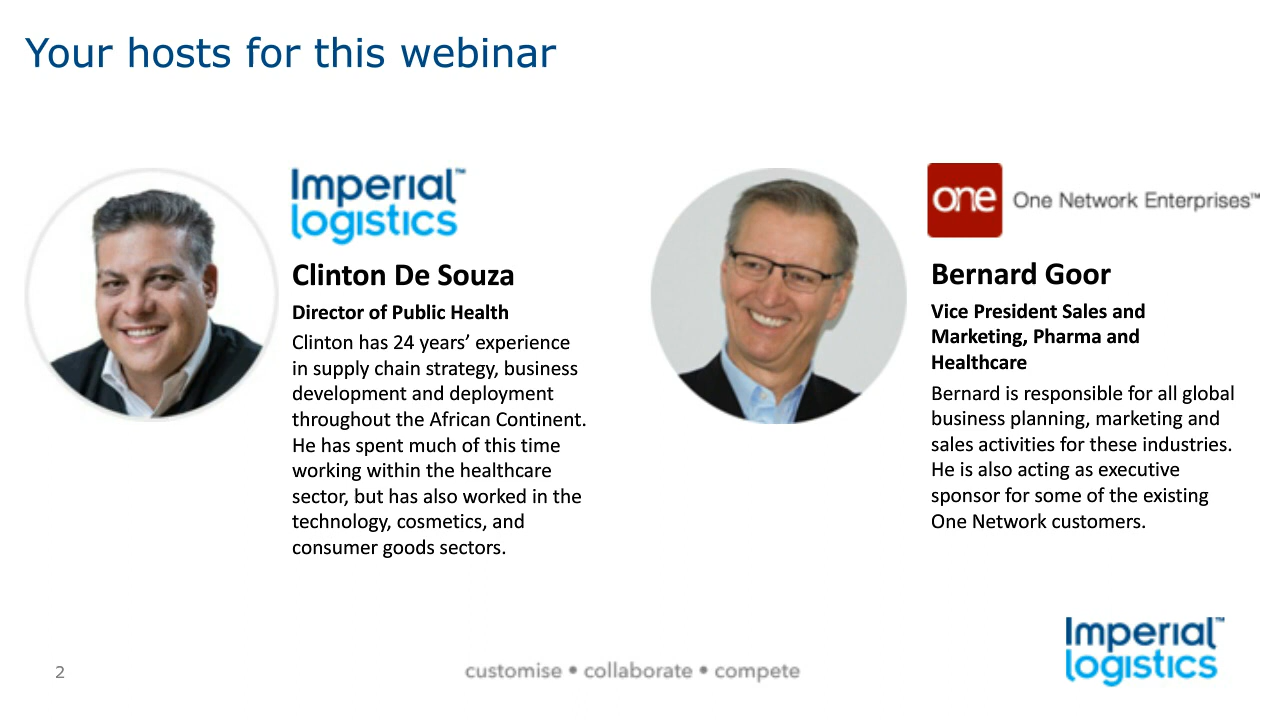 Your hosts for this webinar
Imperial™
logistics
Clinton De Souza
Director of Public Health
Clinton has 24 years’ experience
in supply chain strategy, business
development and deployment
throughout the African Continent.
He has spent much of this time
working within the healthcare
sector, but has also worked in the
technology, cosmetics, and
consumer goods sectors.
one One Network Enterprises™
Bernard Goor
Vice President Sales and
Marketing, Pharma and
Healthcare
Bernard is responsible for all global
business planning, marketing and
sales activities for these industries.
He is also acting as executive
sponsor for some of the existing
One Network customers.
2
customise • collaborate • compete
Imperial™
logistics